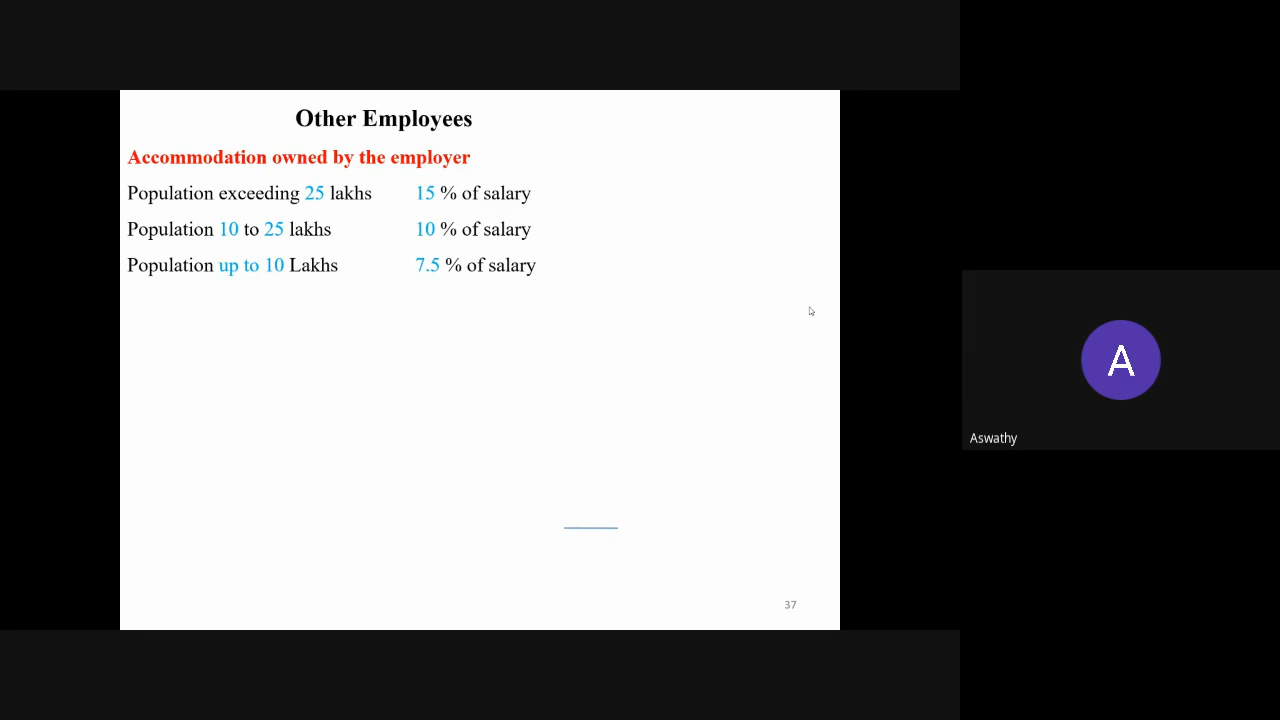 Other Employees
Accommodation owned by the employer
Population exceeding 25 lakhs 15 % of salary
Population 10 to 25 lakhs 10 % of salary
Population up to 10 Lakhs 7.5 % of salary
37
A
Aswathy